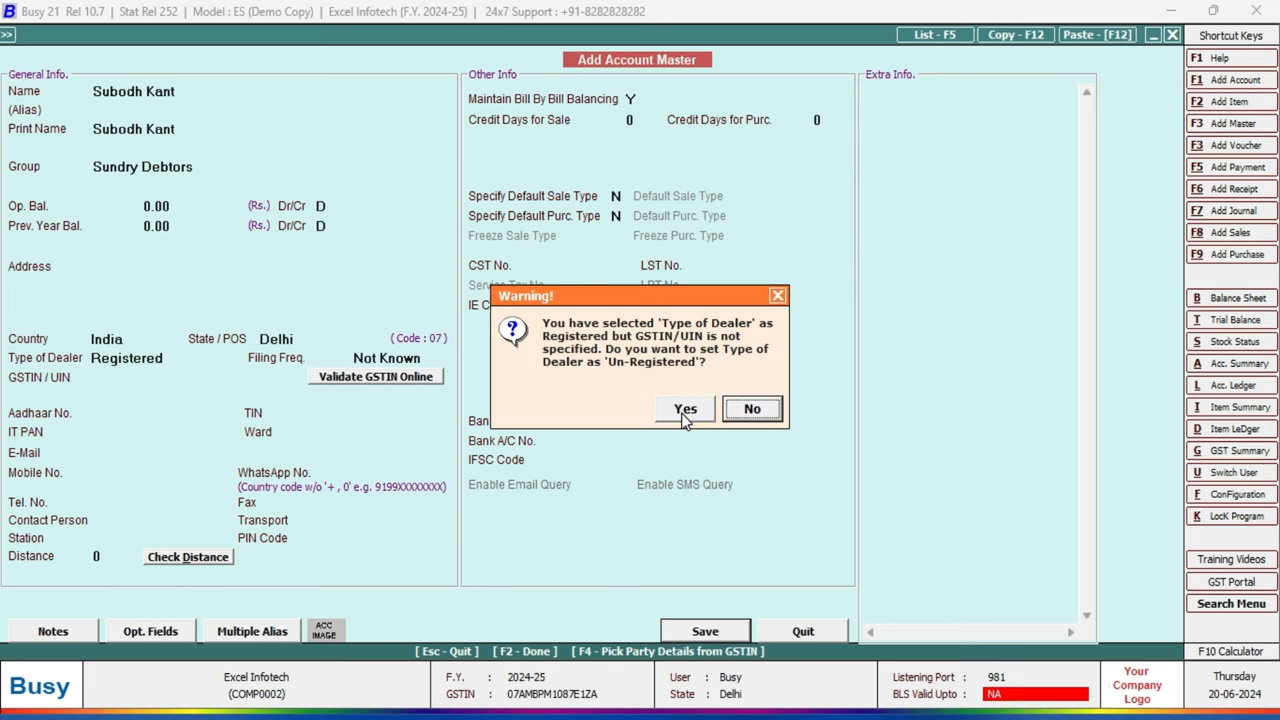 Busy 21 Rel 10.7 | Stat Rel 252 | Model : ES (Demo Copy) | Excel Infotech (F.Y. 2024-25) | 24x7 Support : +91-8282828282
>> List - F5 Copy - F12 Paste - [F12] Shortcut Keys
Add Account Master
General Info. Other Info Extra Info.
Name Subodh Kant
(Alias)
Print Name Subodh Kant
Group Sundry Debtors
Op. Bal. 0.00 (Rs.) Dr/Cr D
Prev. Year Bal. 0.00 (Rs.) Dr/Cr D
Address
Country India State / POS Delhi (Code : 07)
Type of Dealer Registered Filing Freq. Not Known
GSTIN / UIN Validate GSTIN Online
Aadhaar No. TIN
IT PAN Ward
E-Mail
Mobile No. WhatsApp No.
(Country code w/o '+ , 0' e.g. 9199XXXXXXXX)
Tel. No. Fax
Contact Person Transport
Station PIN Code
Distance 0 Check Distance
Maintain Bill By Bill Balancing Y
Credit Days for Sale 0 Credit Days for Purc. 0
Specify Default Sale Type N Default Sale Type
Specify Default Purc. Type N Default Purc. Type
Freeze Sale Type Freeze Purc. Type
CST No. LST No.
IE C
Warning!
You have selected 'Type of Dealer' as
Registered but GSTIN/UIN is not
specified. Do you want to set Type of
Dealer as 'Un-Registered'?
Yes No
Ban
Bank A/C No.
IFSC Code
Enable Email Query Enable SMS Query
Notes Opt. Fields Multiple Alias ACC IMAGE Save Quit
[ Esc - Quit ] [ F2 - Done ] [ F4 - Pick Party Details from GSTIN ]
F1 Help
F1 Add Account
F2 Add Item
F3 Add Master
F3 Add Voucher
F5 Add Payment
F6 Add Receipt
F7 Add Journal
F8 Add Sales
F9 Add Purchase
B Balance Sheet
T Trial Balance
S Stock Status
A Acc. Summary
L Acc. Ledger
I Item Summary
D Item LeDger
G GST Summary
U Switch User
F ConFiguration
K LocK Program
Training Videos
GST Portal
Search Menu
F10 Calculator
Busy
Excel Infotech
(COMP0002)
F.Y. : 2024-25
GSTIN : 07AMBPM1087E1ZA
User : Busy
State : Delhi
Listening Port : 981
BLS Valid Upto : NA
Your
Company
Logo
Thursday
20-06-2024